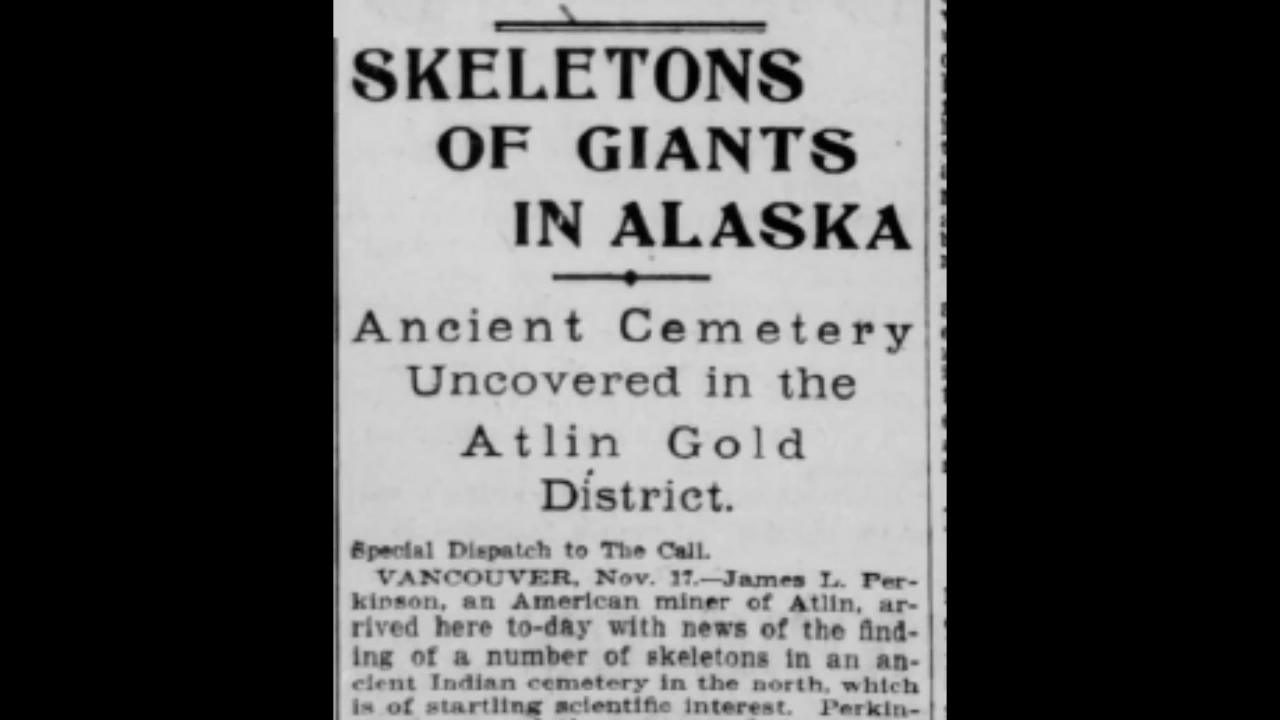 SKELETONS
OF GIANTS
IN ALASKA
Ancient Cemetery
Uncovered in the
Atlin Gold
District.
Special Dispatch to The Call.
VANCOUVER, Nov. 17.—James L. Per-
kinson, an American miner of Atlin, ar-
rived here to-day with news of the find-
ing of a number of skeletons in an an-
cient Indian cemetery in the north, which
is of startling scientific interest. Perkin-